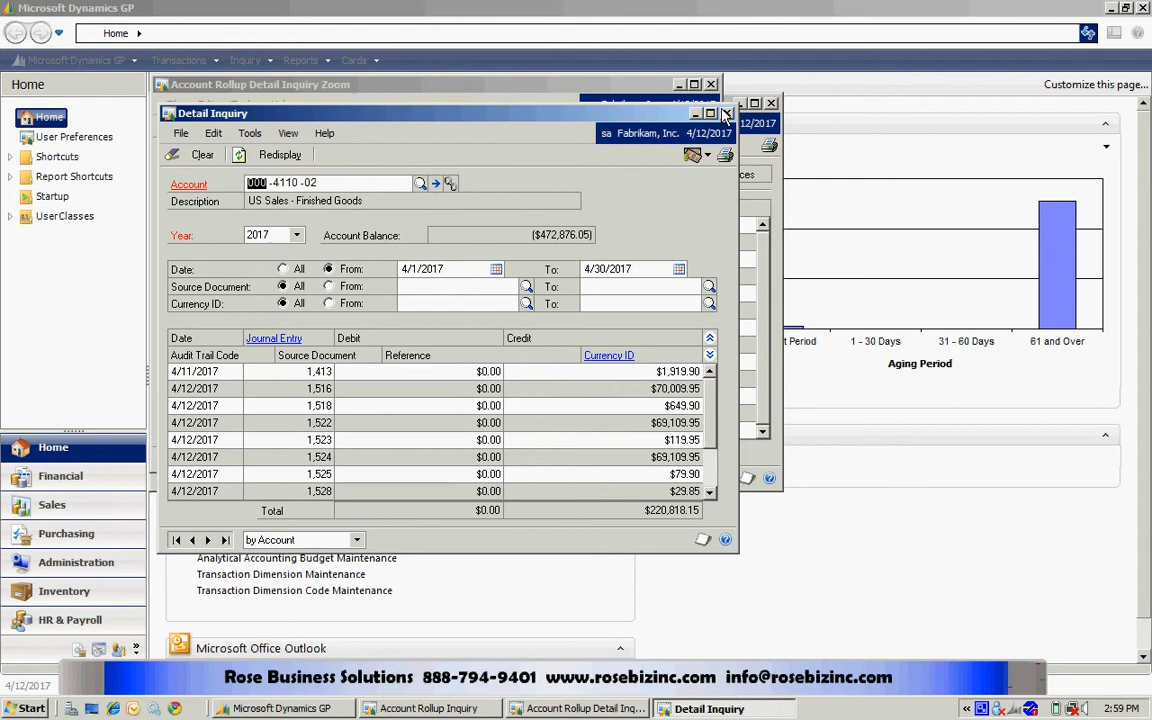 Microsoft Dynamics GP
Home
Microsoft Dynamics GP Transactions Inquiry Reports Cards
Home
Customize this page...
Home
User Preferences
Shortcuts
Report Shortcuts
Startup
UserClasses
Account Rollup Detail Inquiry Zoom
Detail Inquiry
12/2017
File Edit Tools View Help
sa Fabrikam, Inc. 4/12/2017
Clear Redisplay
ces
Account 000 -4110 -02
Description US Sales - Finished Goods
Year: 2017 Account Balance: ($472,876.05)
Date: All From: 4/1/2017 To: 4/30/2017
Source Document: All From: To:
Currency ID: All From: To:
Date Journal Entry Debit Credit
Audit Trail Code Source Document Reference Currency ID
4/11/2017 1,413 $0.00 $1,919.90
4/12/2017 1,516 $0.00 $70,009.95
4/12/2017 1,518 $0.00 $649.90
4/12/2017 1,522 $0.00 $69,109.95
4/12/2017 1,523 $0.00 $119.95
4/12/2017 1,524 $0.00 $69,109.95
4/12/2017 1,525 $0.00 $79.90
4/12/2017 1,528 $0.00 $29.85
Total $0.00 $220,818.15
by Account
t Period 1 - 30 Days 31 - 60 Days 61 and Over
Aging Period
Home
Financial
Sales
Purchasing
Administration
Inventory
HR & Payroll
Analytical Accounting Budget Maintenance
Transaction Dimension Maintenance
Transaction Dimension Code Maintenance
Microsoft Office Outlook
4/12/2017
Rose Business Solutions 888-794-9401 www.rosebizinc.com info@rosebizinc.com
Start Microsoft Dynamics GP Account Rollup Inquiry Account Rollup Detail Inq... Detail Inquiry 2:59 PM